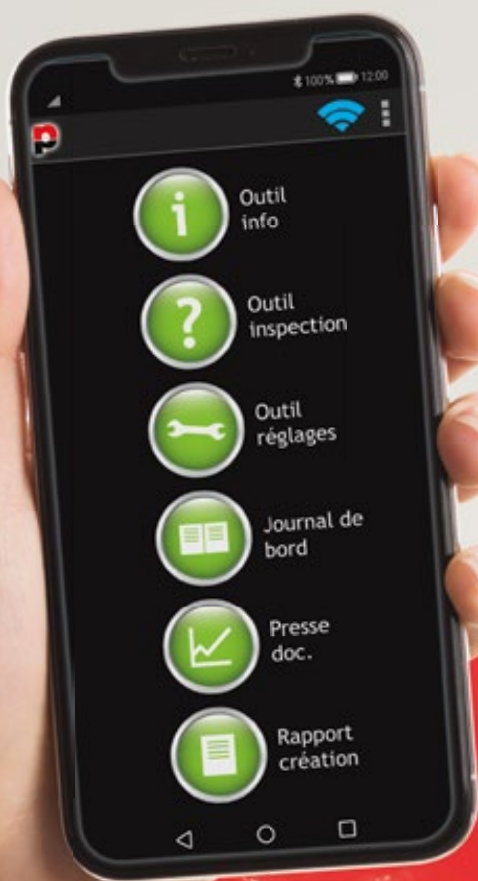 100% 12:00
p
Outil
info
Outil
inspection
Outil
réglages
Journal de
bord
Presse
doc.
Rapport
création